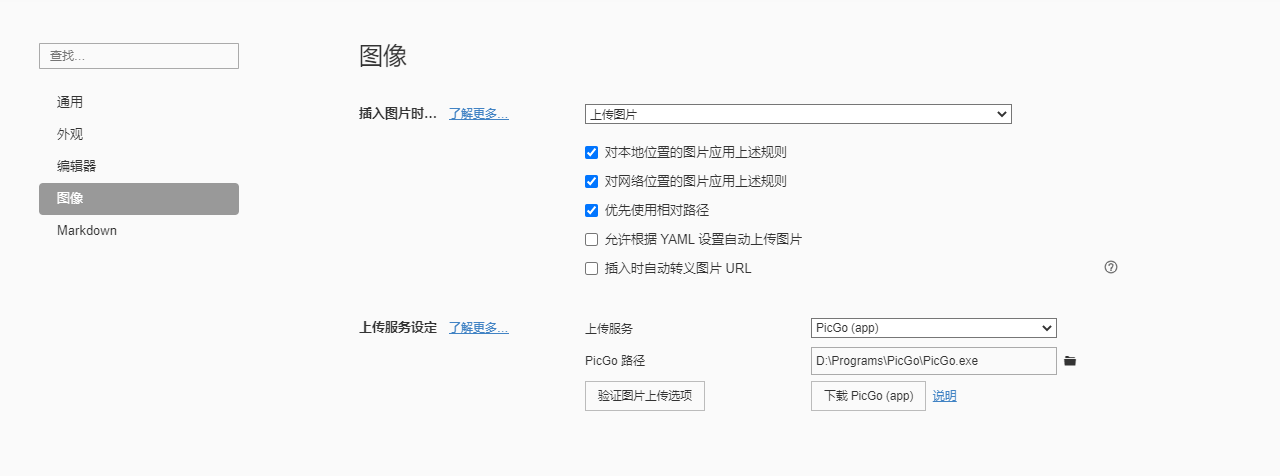 查找…
通用
外观
编辑器
图像
Markdown
图像
插入图片时… 了解更多… 上传图片
对本地位置的图片应用上述规则
对网络位置的图片应用上述规则
优先使用相对路径
允许根据 YAML 设置自动上传图片
插入时自动转义图片 URL
上传服务设定 了解更多… 上传服务 PicGo (app)
PicGo 路径 D:\Programs\PicGo\PicGo.exe
验证图片上传选项 下载 PicGo (app) 说明